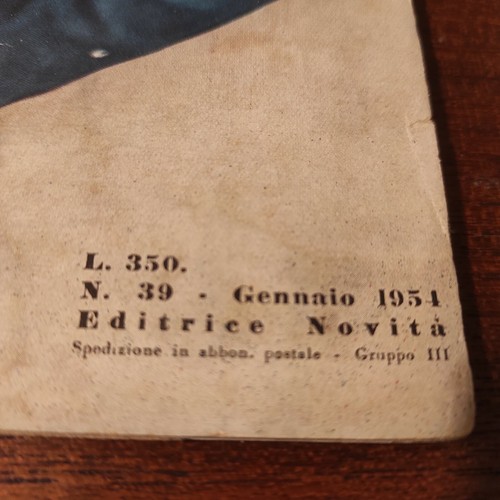 L. 350.
N. 39 - Gennaio 1954
Editrice Novità
Spedizione in abbon. postale - Gruppo III